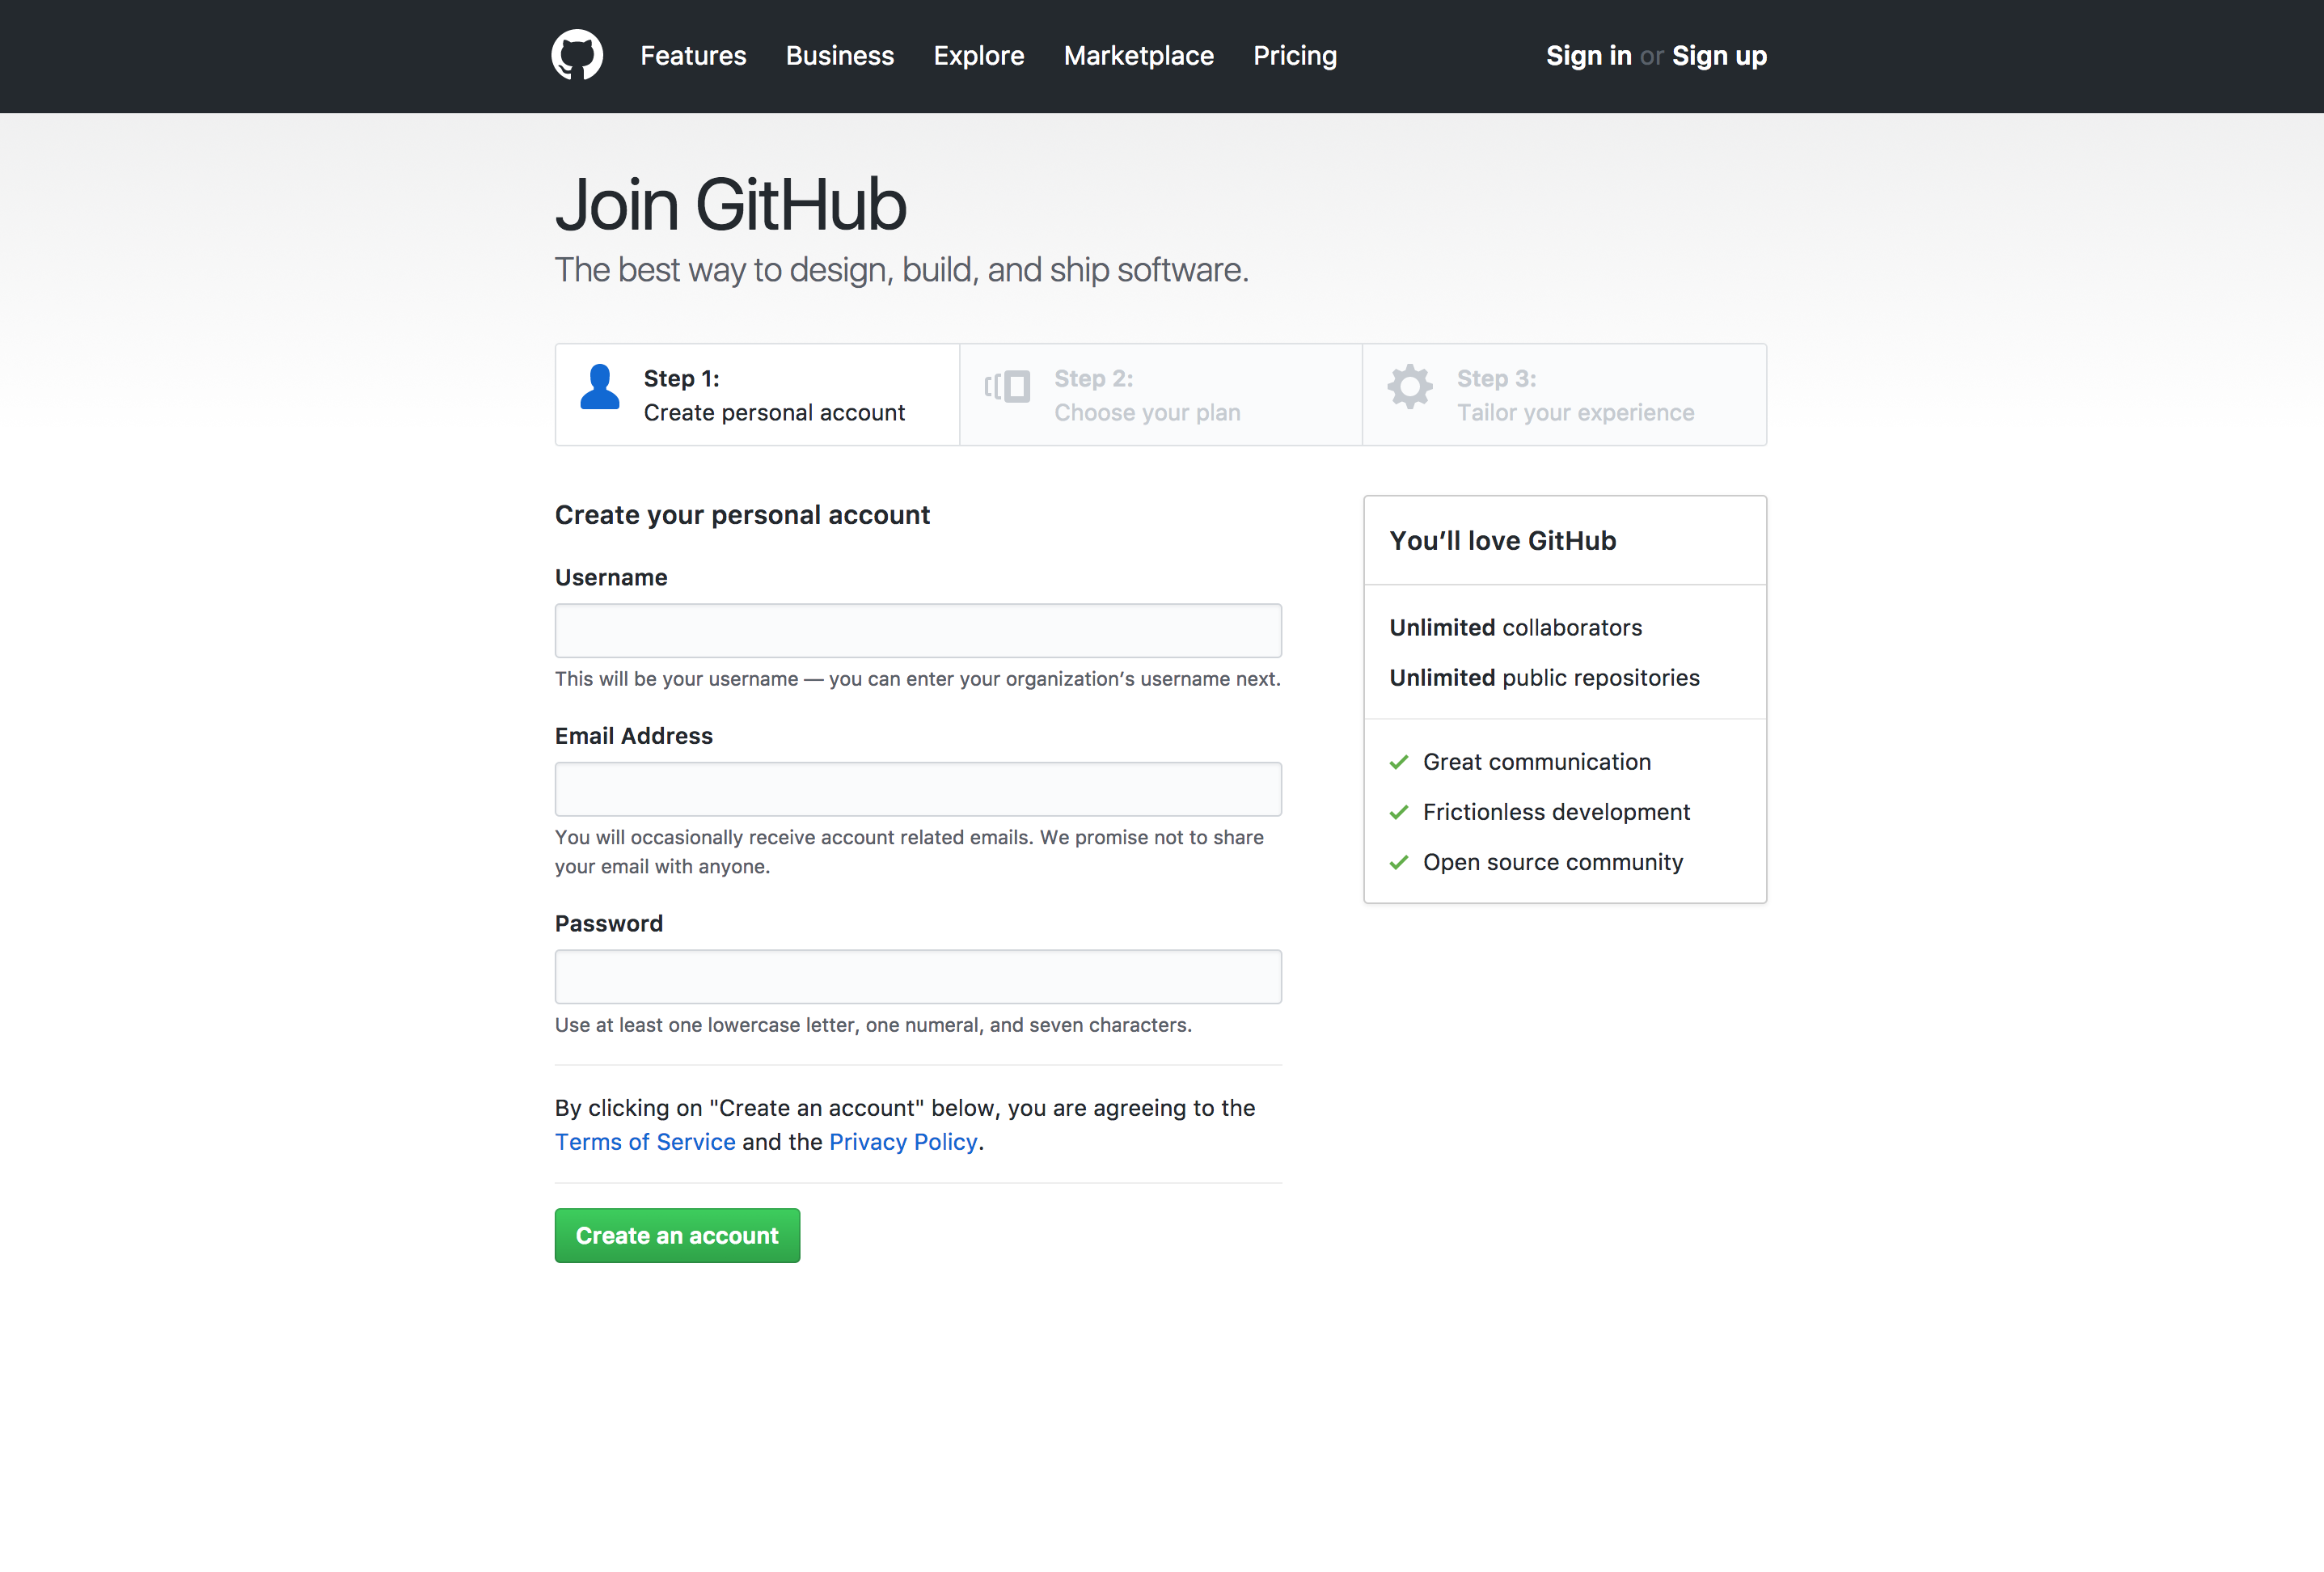 Features Business Explore Marketplace Pricing Sign in or Sign up
Join GitHub
The best way to design, build, and ship software.
Step 1:
Create personal account
Step 2:
Choose your plan
Step 3:
Tailor your experience
Create your personal account
Username
This will be your username — you can enter your organization’s username next.
Email Address
You will occasionally receive account related emails. We promise not to share
your email with anyone.
Password
Use at least one lowercase letter, one numeral, and seven characters.
By clicking on "Create an account" below, you are agreeing to the
Terms of Service and the Privacy Policy.
Create an account
You’ll love GitHub
Unlimited collaborators
Unlimited public repositories
Great communication
Frictionless development
Open source community